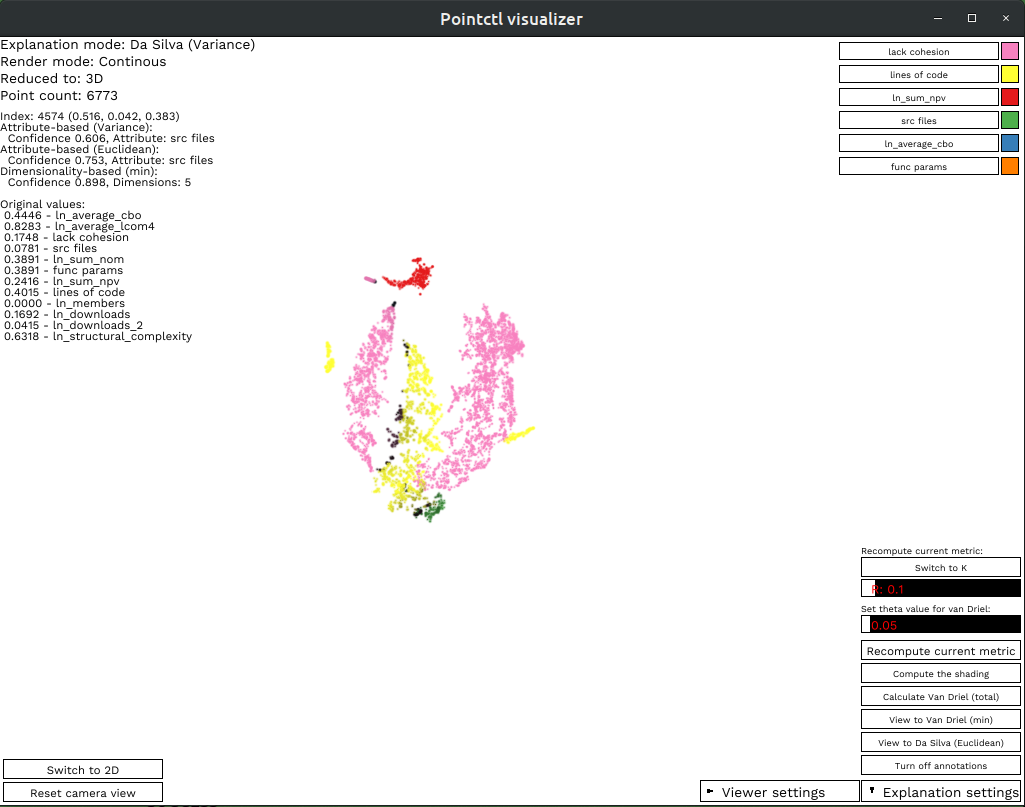 Pointctl visualizer
Explanation mode: Da Silva (Variance)
Render mode: Continous
Reduced to: 3D
Point count: 6773
Index: 4574 (0.516, 0.042, 0.383)
Attribute-based (Variance):
Confidence 0.606, Attribute: src files
Attribute-based (Euclidean):
Confidence 0.753, Attribute: src files
Dimensionality-based (min):
Confidence 0.898, Dimensions: 5
Original values:
0.4446 - ln_average_cbo
0.8283 - ln_average_lcom4
0.1748 - lack cohesion
0.0781 - src files
0.3891 - ln_sum_nom
0.3891 - func params
0.2416 - ln_sum_npv
0.4015 - lines of code
0.0000 - ln_members
0.1692 - ln_downloads
0.0415 - ln_downloads_2
0.6318 - ln_structural_complexity
lack cohesion
lines of code
ln_sum_npv
src files
ln_average_cbo
func params
Recompute current metric:
Switch to K
R: 0.1
Set theta value for van Driel:
0.05
Recompute current metric
Compute the shading
Calculate Van Driel (total)
View to Van Driel (min)
View to Da Silva (Euclidean)
Turn off annotations
Switch to 2D
Reset camera view
Viewer settings
Explanation settings